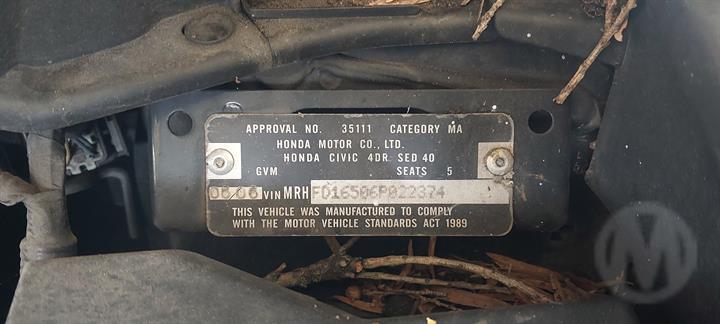 APPROVAL NO. 35111 CATEGORY MA
HONDA MOTOR CO., LTD.
HONDA CIVIC 4DR SED 40
GVM SEATS 5
08/06 VIN MRHFD16506P022374
THIS VEHICLE WAS MANUFACTURED TO COMPLY
WITH THE MOTOR VEHICLE STANDARDS ACT 1989
M